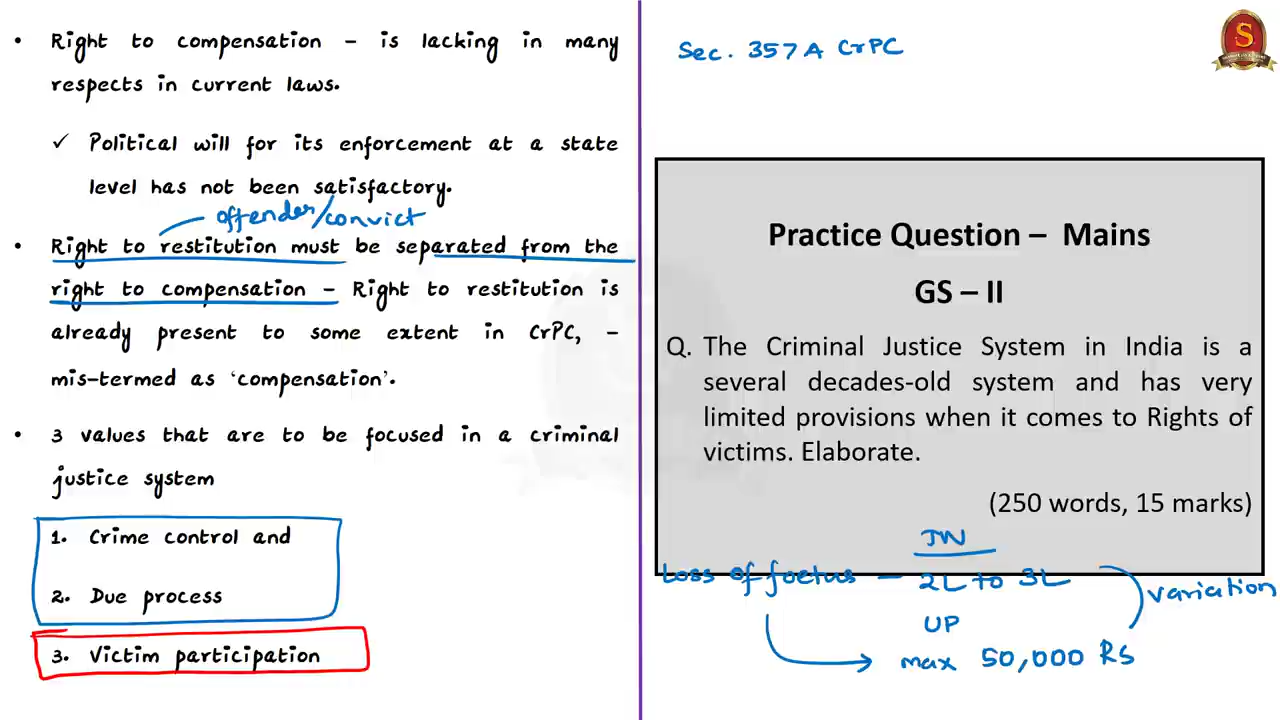 • Right to compensation – is lacking in many
respects in current laws.
✓ Political will for its enforcement at a state
level has not been satisfactory.
offender/convict
• Right to restitution must be separated from the
right to compensation – Right to restitution is
already present to some extent in CrPC, –
mis-termed as ‘compensation’.
• 3 values that are to be focused in a criminal
justice system
1. Crime control and
2. Due process
3. Victim participation
Sec. 357A CrPC
S
Practice Question – Mains
GS – II
Q. The Criminal Justice System in India is a
several decades-old system and has very
limited provisions when it comes to Rights of
victims. Elaborate.
(250 words, 15 marks)
Loss of foetus – 2L to 3L
variation
UP
max 50,000 RS